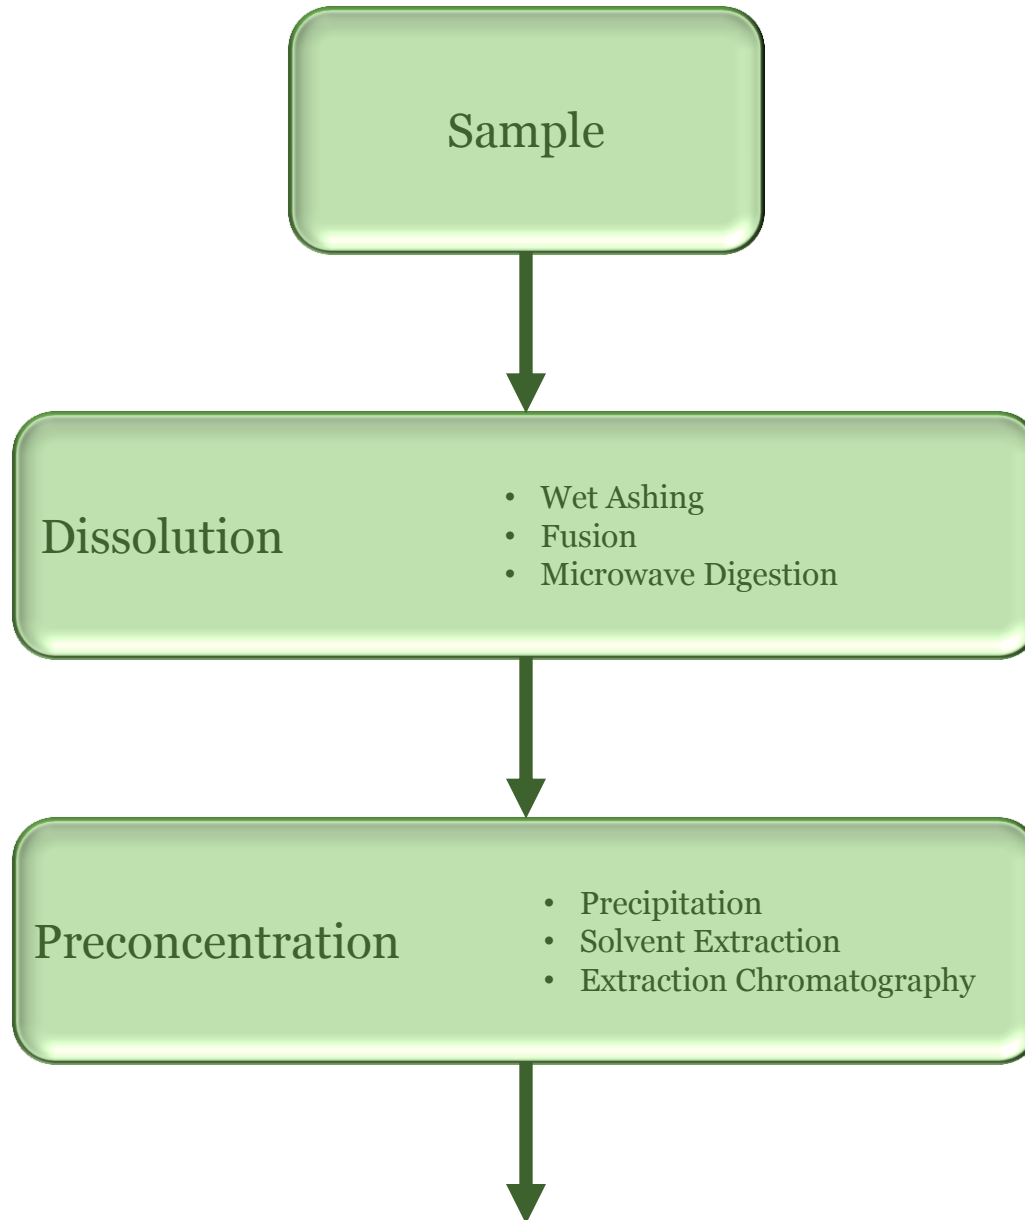 Sample
Dissolution
• Wet Ashing
• Fusion
• Microwave Digestion
Preconcentration
• Precipitation
• Solvent Extraction
• Extraction Chromatography